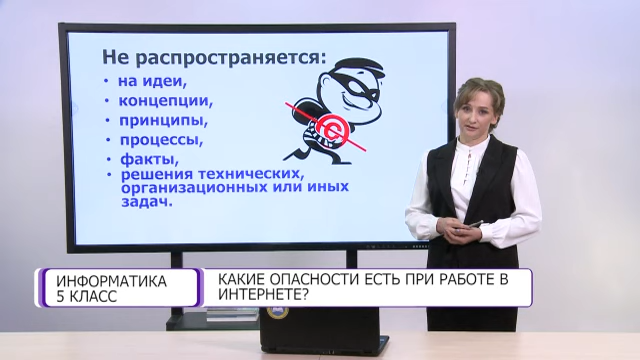 Не распространяется:
• на идеи,
• концепции,
• принципы,
• процессы,
• факты,
• решения технических,
организационных или иных
задач.
©
ИНФОРМАТИКА
5 КЛАСС
КАКИЕ ОПАСНОСТИ ЕСТЬ ПРИ РАБОТЕ В
ИНТЕРНЕТЕ?